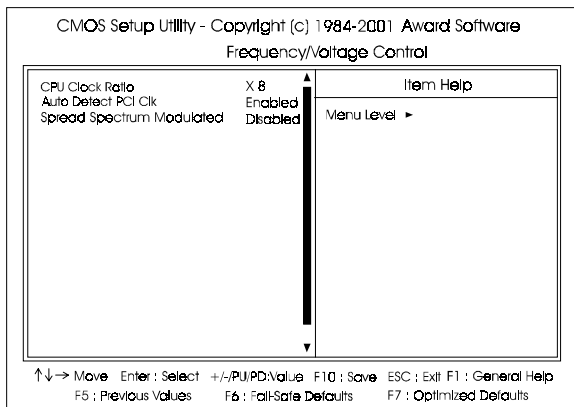 CMOS Setup Utility - Copyright (c) 1984-2001 Award Software
Frequency/Voltage Control
CPU Clock Ratio X 8
Auto Detect PCI Clk Enabled
Spread Spectrum Modulated Disabled
Item Help
Menu Level ►
↑↓→ Move Enter : Select +/-/PU/PD:Value F10 : Save ESC : Exit F1 : General Help
F5 : Previous Values F6 : Fail-Safe Defaults F7 : Optimized Defaults